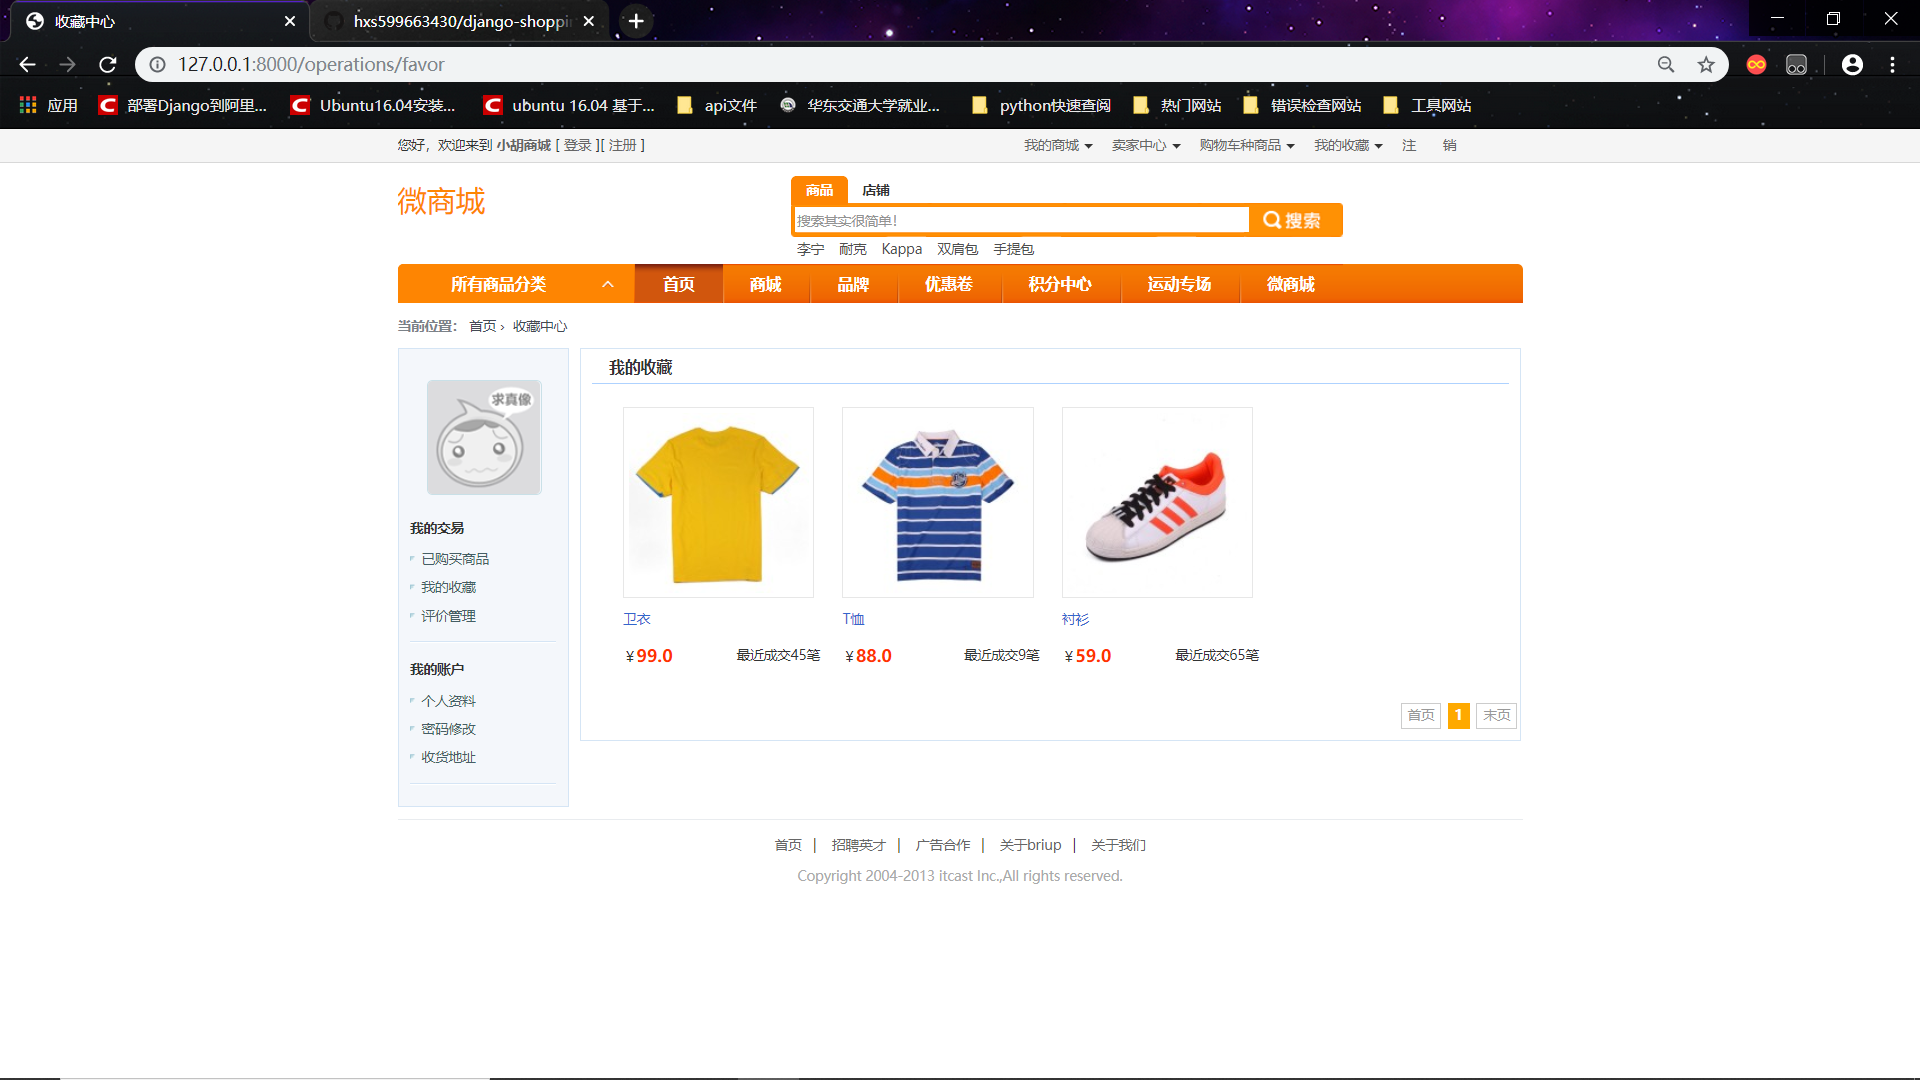 收藏中心
hxs599663430/django-shoppi
127.0.0.1:8000/operations/favor
应用 部署Django到阿里... Ubuntu16.04安装... ubuntu 16.04 基于... api文件 华东交通大学就业... python快速查阅 热门网站 错误检查网站 工具网站
您好，欢迎来到 小胡商城 [ 登录 ][ 注册 ] 我的商城 卖家中心 购物车种商品 我的收藏 注 销
微商城
商品 店铺
搜索其实很简单! 搜索
李宁 耐克 Kappa 双肩包 手提包
所有商品分类 首页 商城 品牌 优惠卷 积分中心 运动专场 微商城
当前位置： 首页 › 收藏中心
求真像
我的交易
已购买商品
我的收藏
评价管理
我的账户
个人资料
密码修改
收货地址
我的收藏
卫衣 T恤 衬衫
￥99.0 最近成交45笔 ￥88.0 最近成交9笔 ￥59.0 最近成交65笔
首页 1 末页
首页 | 招聘英才 | 广告合作 | 关于briup | 关于我们
Copyright 2004-2013 itcast Inc.,All rights reserved.